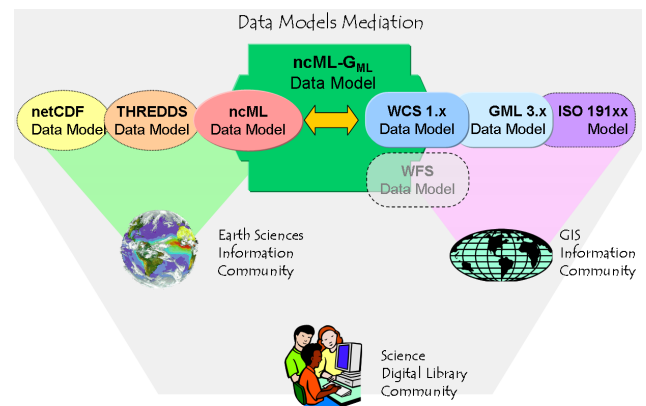 Data Models Mediation
ncML-GML
Data Model
netCDF
Data Model
THREDDS
Data Model
ncML
Data Model
WCS 1.x
Data Model
GML 3.x
Data Model
ISO 191xx
Model
WFS
Data Model
Earth Sciences
Information
Community
GIS
Information
Community
Science
Digital Library
Community